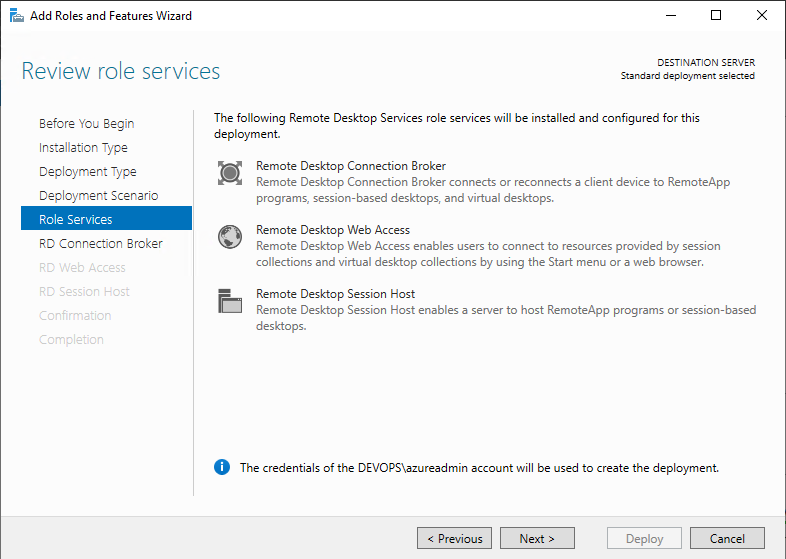 Add Roles and Features Wizard
Review role services
DESTINATION SERVER
Standard deployment selected
Before You Begin
Installation Type
Deployment Type
Deployment Scenario
Role Services
RD Connection Broker
RD Web Access
RD Session Host
Confirmation
Completion
The following Remote Desktop Services role services will be installed and configured for this
deployment.
Remote Desktop Connection Broker
Remote Desktop Connection Broker connects or reconnects a client device to RemoteApp
programs, session-based desktops, and virtual desktops.
Remote Desktop Web Access
Remote Desktop Web Access enables users to connect to resources provided by session
collections and virtual desktop collections by using the Start menu or a web browser.
Remote Desktop Session Host
Remote Desktop Session Host enables a server to host RemoteApp programs or session-based
desktops.
The credentials of the DEVOPS\azureadmin account will be used to create the deployment.
< Previous
Next >
Deploy
Cancel